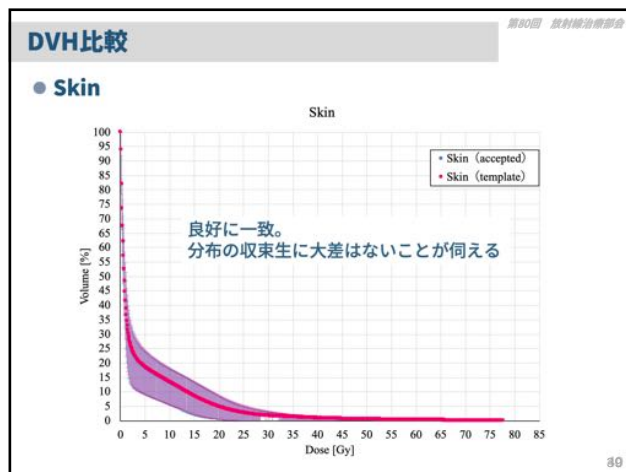 第80回 放射線治療部会
DVH比較
Skin
Skin
Skin（accepted）
Skin（template）
良好に一致。
分布の収束生に大差はないことが伺える
Volume [%]
100
95
90
85
80
75
70
65
60
55
50
45
40
35
30
25
20
15
10
5
0
0 5 10 15 20 25 30 35 40 45 50 55 60 65 70 75 80 85
Dose [Gy]